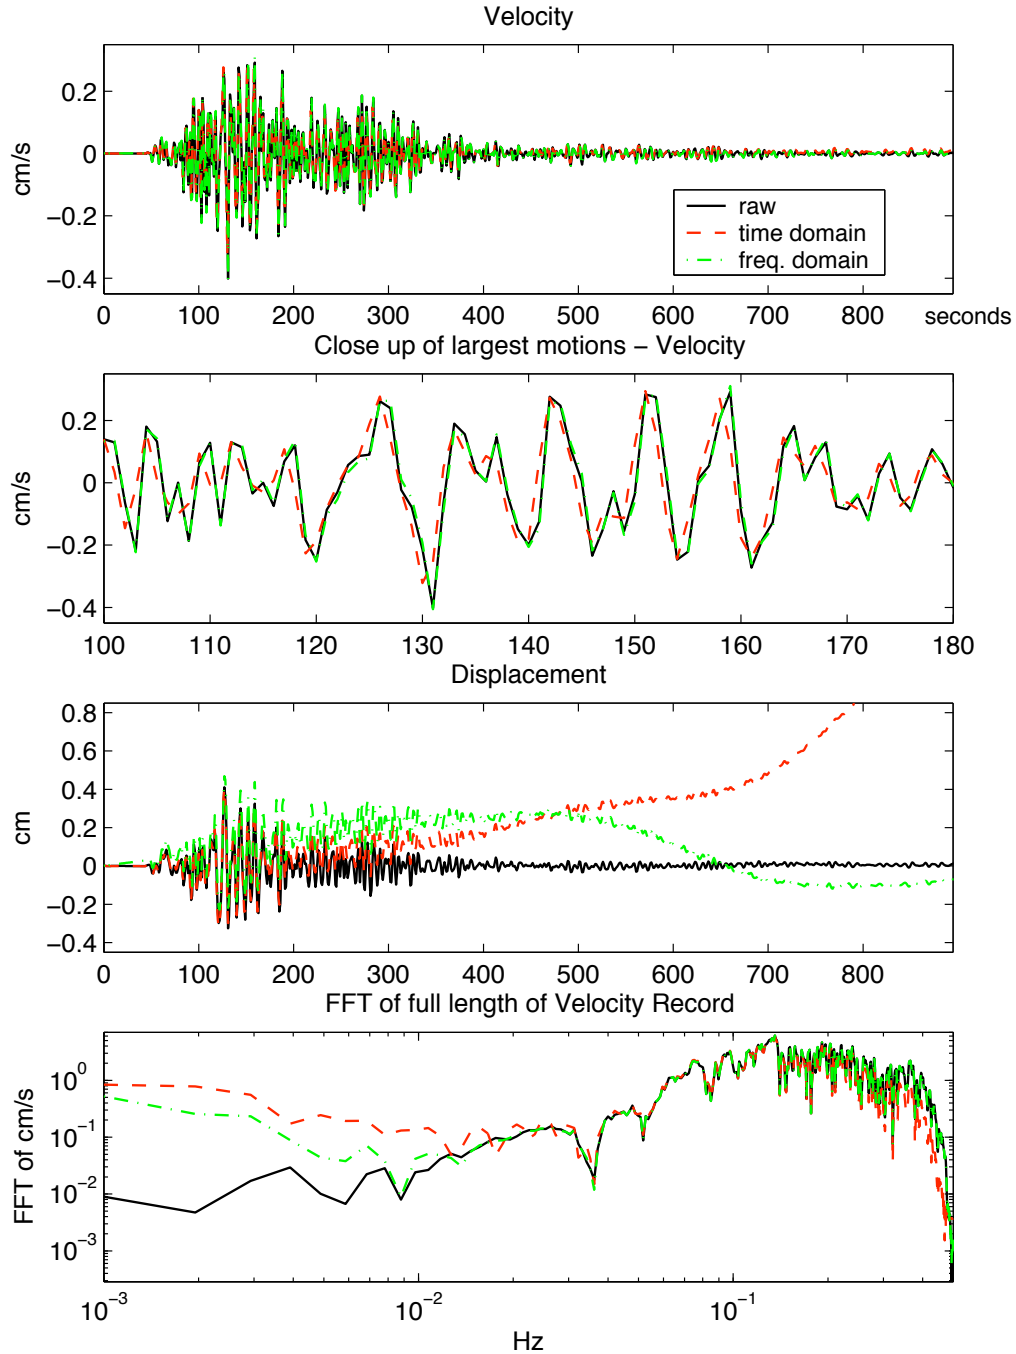 Velocity
0.2
0
−0.2
−0.4
cm/s
raw
time domain
freq. domain
0 100 200 300 400 500 600 700 800 seconds
Close up of largest motions − Velocity
0.2
0
−0.2
−0.4
cm/s
100 110 120 130 140 150 160 170 180
Displacement
0.8
0.6
0.4
0.2
0
−0.2
−0.4
cm
0 100 200 300 400 500 600 700 800
FFT of full length of Velocity Record
10^0
10^−1
10^−2
10^−3
FFT of cm/s
10^−3 10^−2 10^−1
Hz